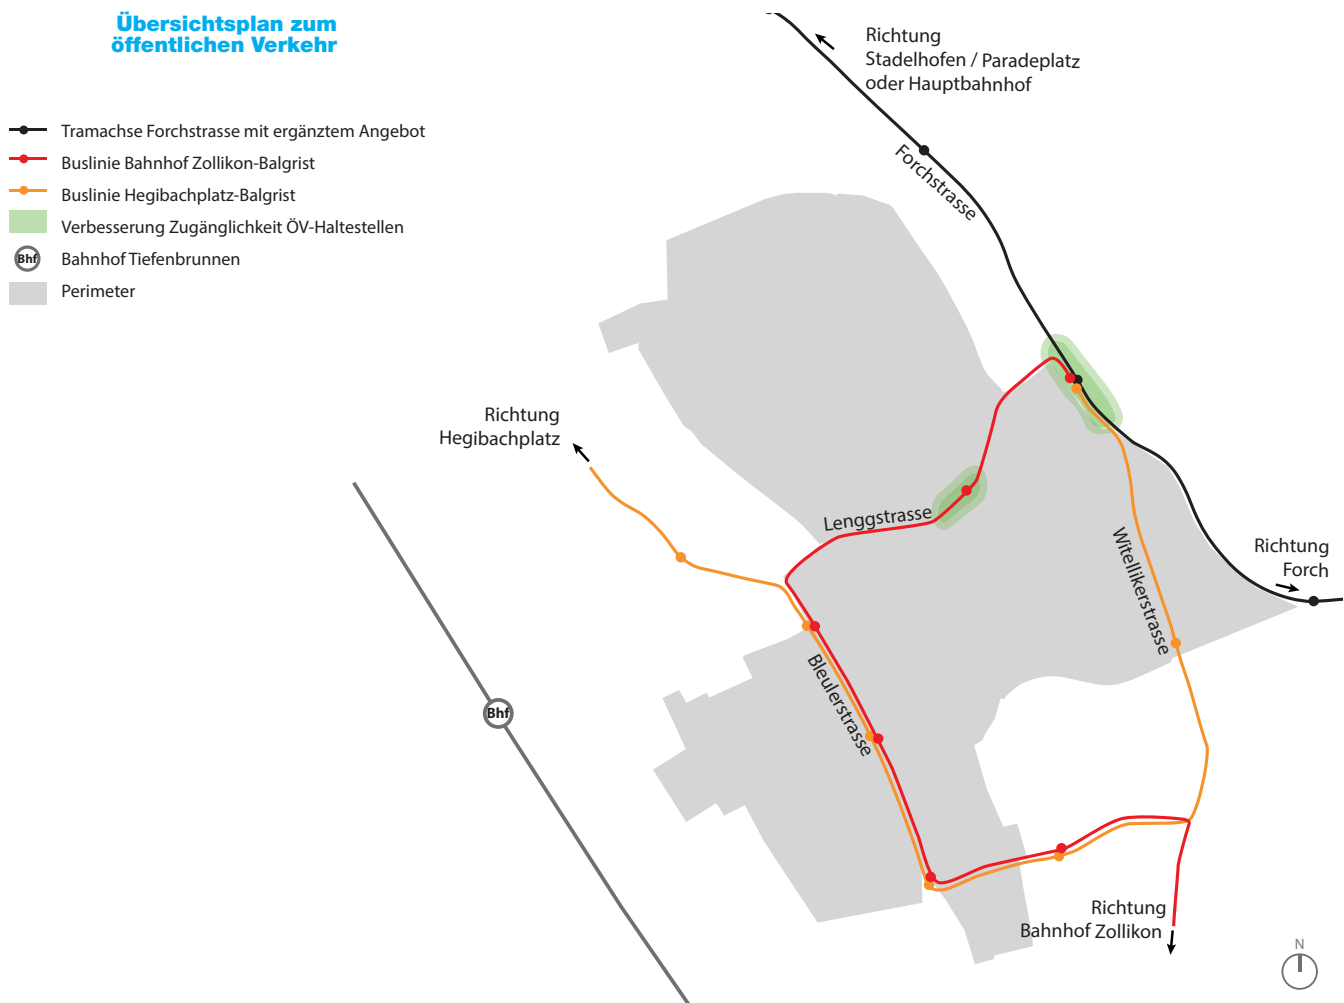 Übersichtsplan zum
öffentlichen Verkehr
Tramachse Forchstrasse mit ergänztem Angebot
Buslinie Bahnhof Zollikon-Balgrist
Buslinie Hegibachplatz-Balgrist
Verbesserung Zugänglichkeit ÖV-Haltestellen
Bhf
Bahnhof Tiefenbrunnen
Perimeter
Richtung
Stadelhofen / Paradeplatz
oder Hauptbahnhof
Forchstrasse
Richtung
Hegibachplatz
Lenggstrasse
Witellikerstrasse
Richtung
Forch
Bleulerstrasse
Bhf
Richtung
Bahnhof Zollikon
N